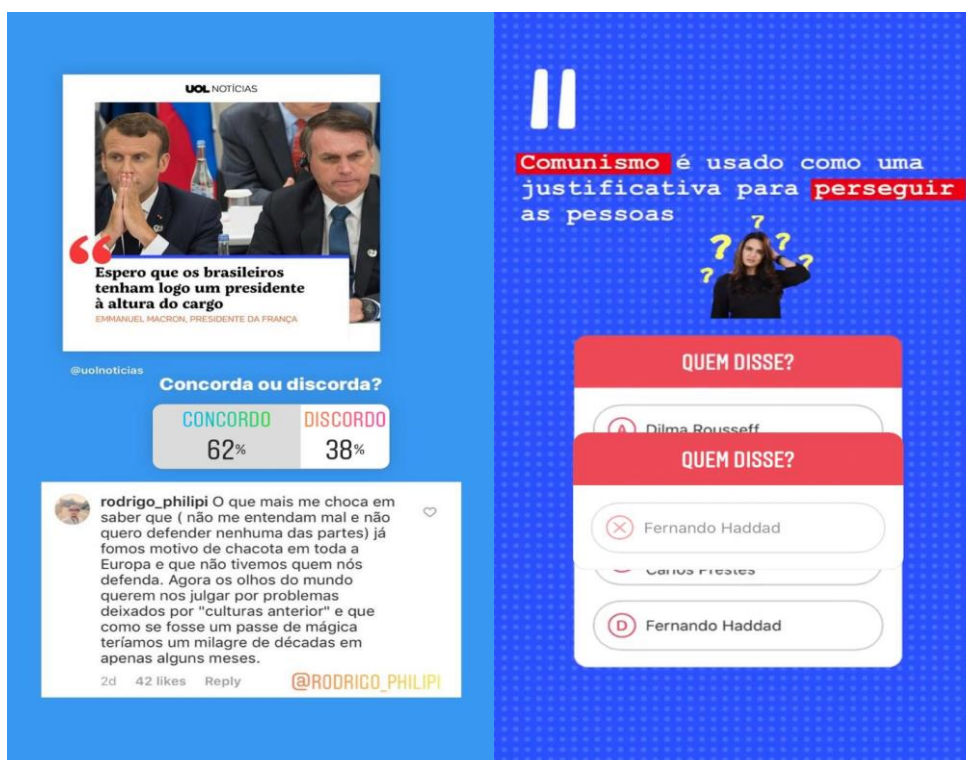 UOL NOTÍCIAS
Espero que os brasileiros
tenham logo um presidente
à altura do cargo
EMMANUEL MACRON, PRESIDENTE DA FRANÇA
@uolnoticias
Concorda ou discorda?
CONCORDO DISCORDO
62% 38%
rodrigo_philipi O que mais me choca em
saber que ( não me entendam mal e não
quero defender nenhuma das partes) já
fomos motivo de chacota em toda a
Europa e que não tivemos quem nós
defenda. Agora os olhos do mundo
querem nos julgar por problemas
deixados por "culturas anterior" e que
como se fosse um passe de mágica
teríamos um milagre de décadas em
apenas alguns meses.
2d 42 likes Reply
@RODRIGO_PHILIPI
Comunismo é usado como uma
justificativa para perseguir
as pessoas
? ? ? ? ?
QUEM DISSE?
A Dilma Rousseff
QUEM DISSE?
Fernando Haddad
Carlos Prestes
D Fernando Haddad